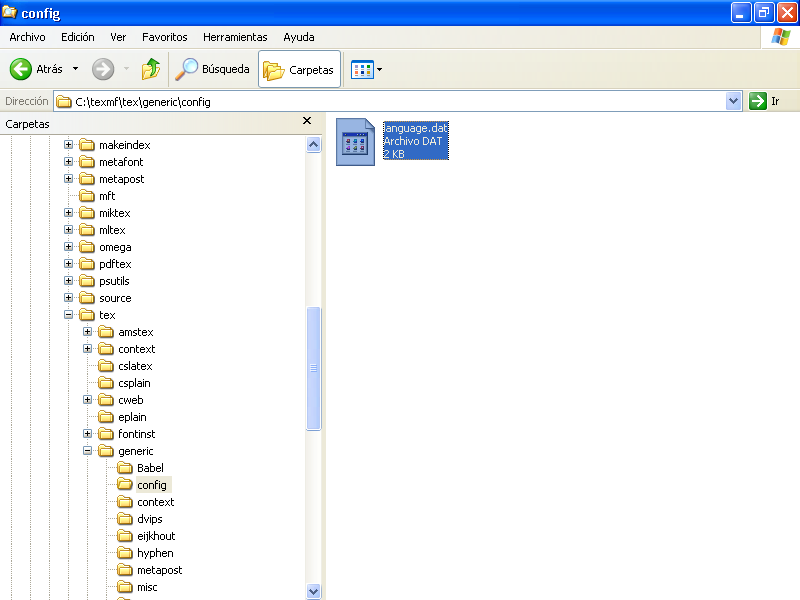 config
Archivo Edición Ver Favoritos Herramientas Ayuda
Atrás Búsqueda Carpetas
Dirección C:\texmf\tex\generic\config Ir
Carpetas
makeindex
metafont
metapost
mft
miktex
mltex
omega
pdftex
psutils
source
tex
amstex
context
cslatex
csplain
cweb
eplain
fontinst
generic
Babel
config
context
dvips
eijkhout
hyphen
metapost
misc
language.dat
Archivo DAT
2 KB